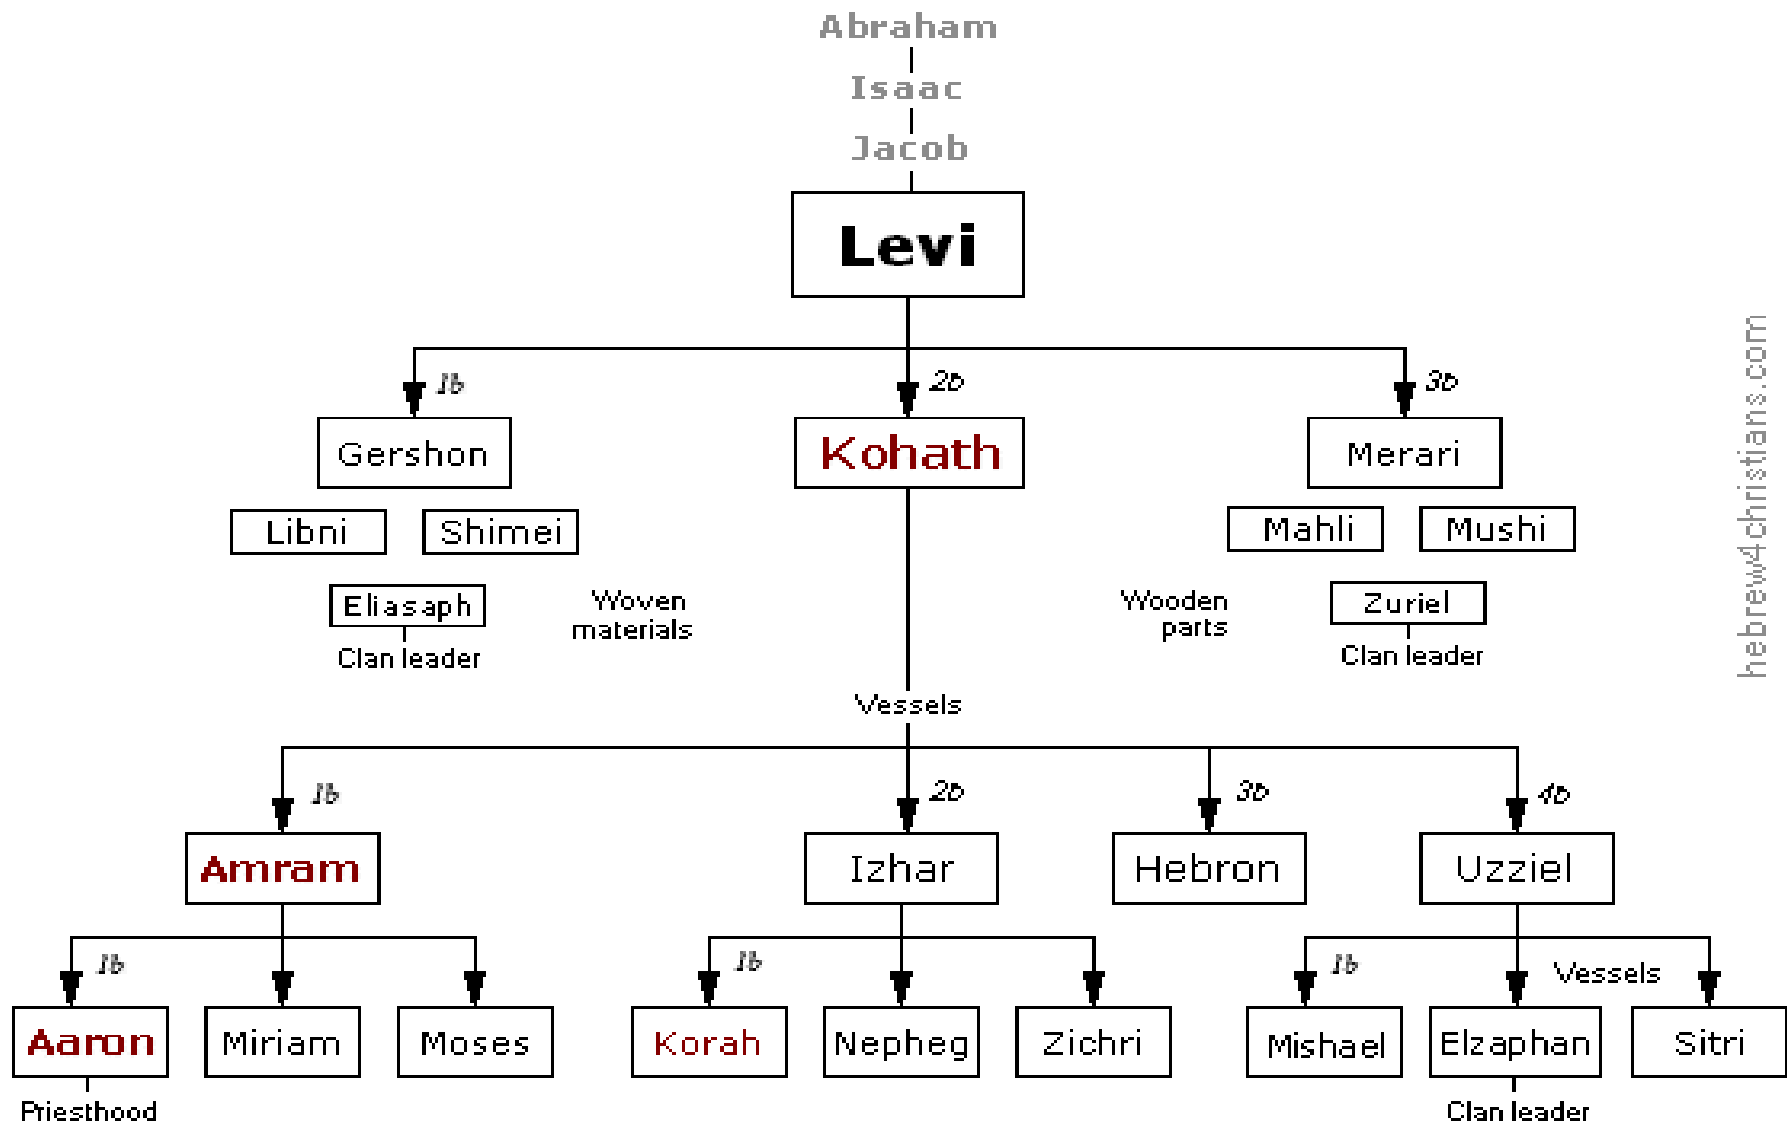 Abraham
Isaac
Jacob
Levi
1b
2b
3b
Gershon
Kohath
Merari
Libni
Shimei
Mahli
Mushi
Eliasaph
Woven
materials
Wooden
parts
Zuriel
Clan leader
Clan leader
Vessels
1b
2b
3b
4b
Amram
Izhar
Hebron
Uzziel
1b
1b
1b
Vessels
Aaron
Miriam
Moses
Korah
Nepheg
Zichri
Mishael
Elzaphan
Sitri
Priesthood
Clan leader
hebrew4christians.com